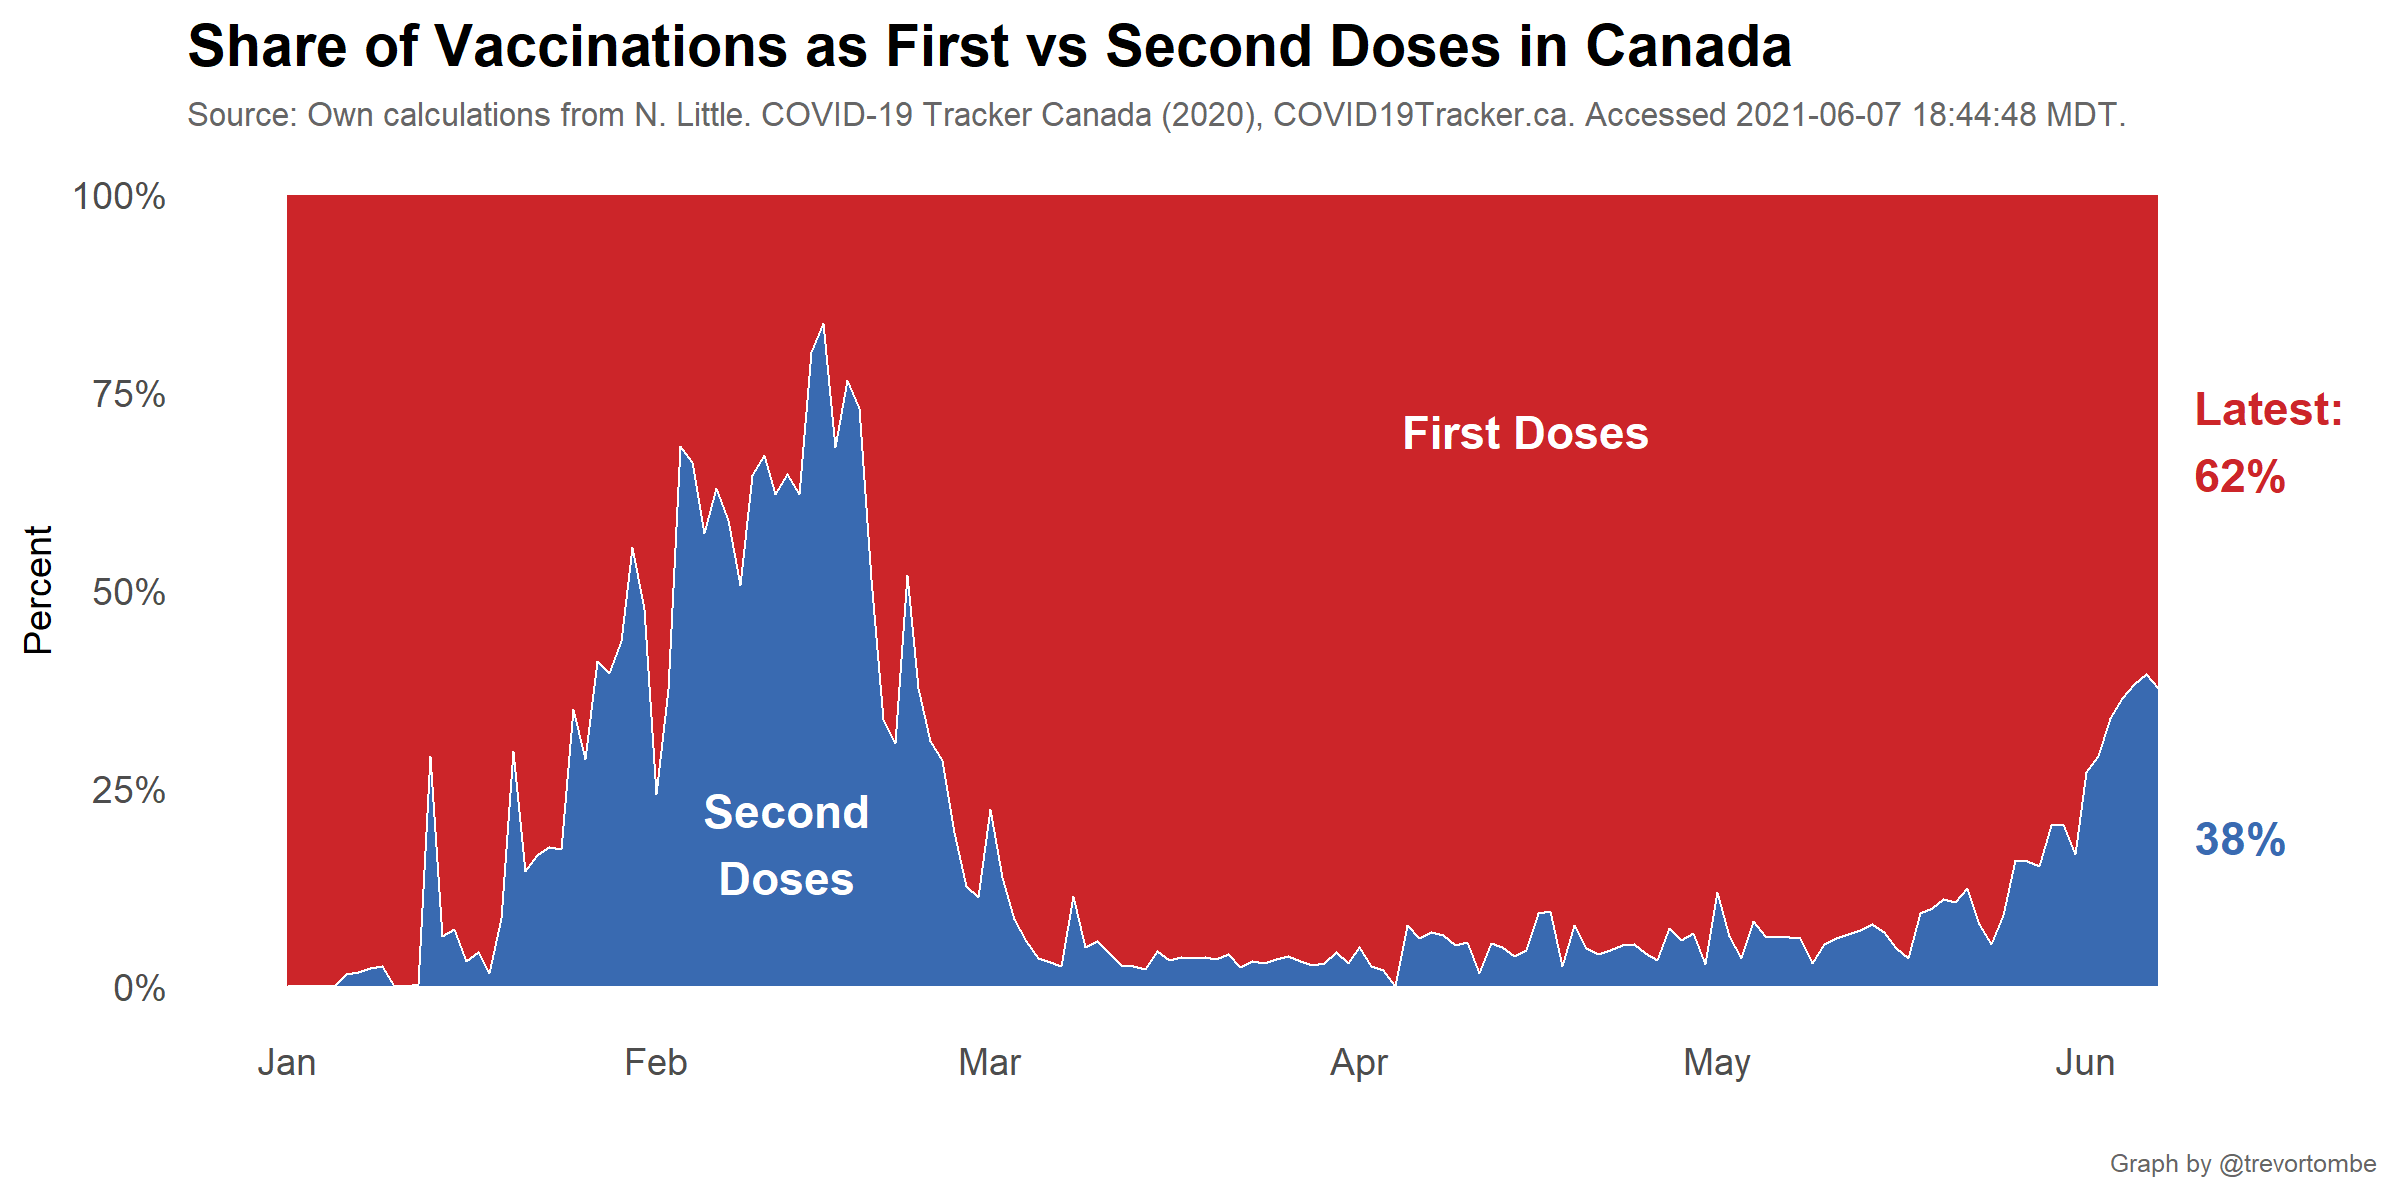 Share of Vaccinations as First vs Second Doses in Canada
Source: Own calculations from N. Little. COVID-19 Tracker Canada (2020), COVID19Tracker.ca. Accessed 2021-06-07 18:44:48 MDT.
100%
75%
50%
25%
0%
Percent
First Doses
Second
Doses
Latest:
62%
38%
Jan
Feb
Mar
Apr
May
Jun
Graph by @trevortombe